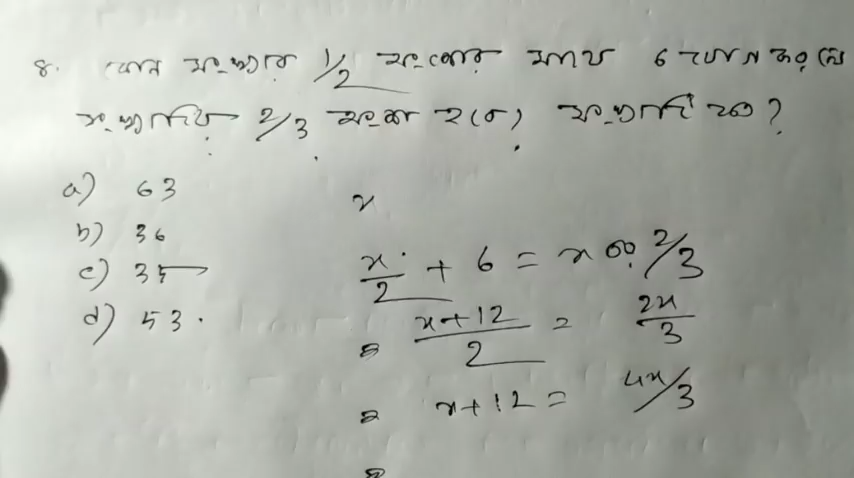 ৪. কোন সংখ্যার 1/2 অংশের সাথে 6 যোগ করলে
সংখ্যাটির 2/3 অংশ হবে, সংখ্যাটি কত?
a) 63
b) 36
c) 35
d) 53.
x
x/2 + 6 = x এর 2/3
= (x+12)/2 = 2x/3
= x+12 = 4x/3
=